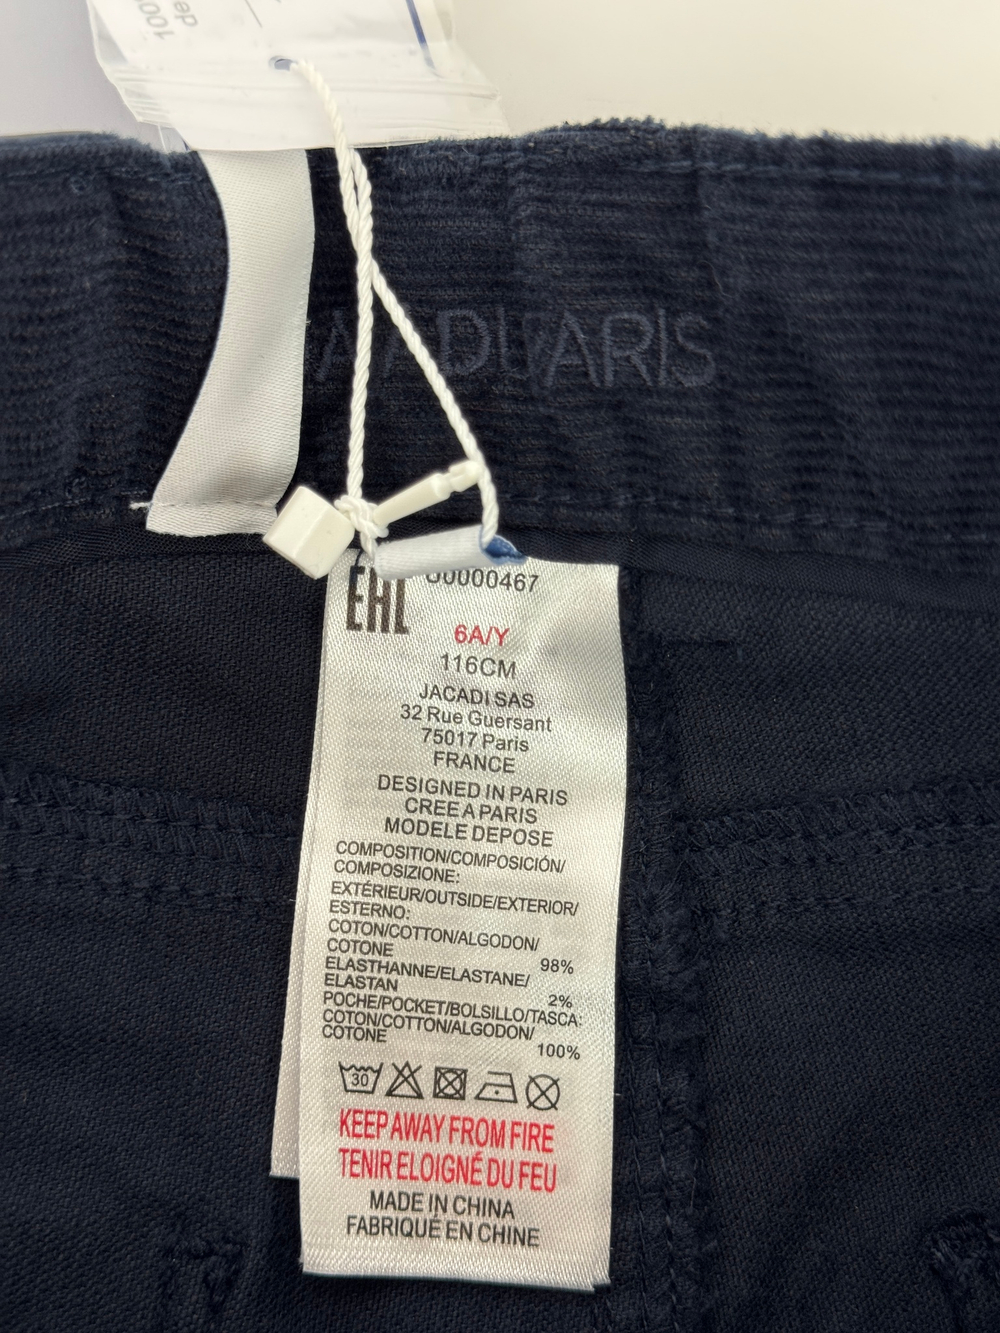 ARIS
EAC
6A/Y
116CM
JACADI SAS
32 Rue Guersant
75017 Paris
FRANCE
DESIGNED IN PARIS
CREE A PARIS
MODELE DEPOSE
COMPOSITION/COMPOSICIÓN/
COMPOSIZIONE:
EXTÉRIEUR/OUTSIDE/EXTERIOR/
ESTERNO:
COTON/COTTON/ALGODON/
COTONE 98%
ELASTHANNE/ELASTANE/
ELASTAN 2%
POCHE/POCKET/BOLSILLO/TASCA:
COTON/COTTON/ALGODON/
COTONE 100%
30
KEEP AWAY FROM FIRE
TENIR ELOIGNÉ DU FEU
MADE IN CHINA
FABRIQUÉ EN CHINE